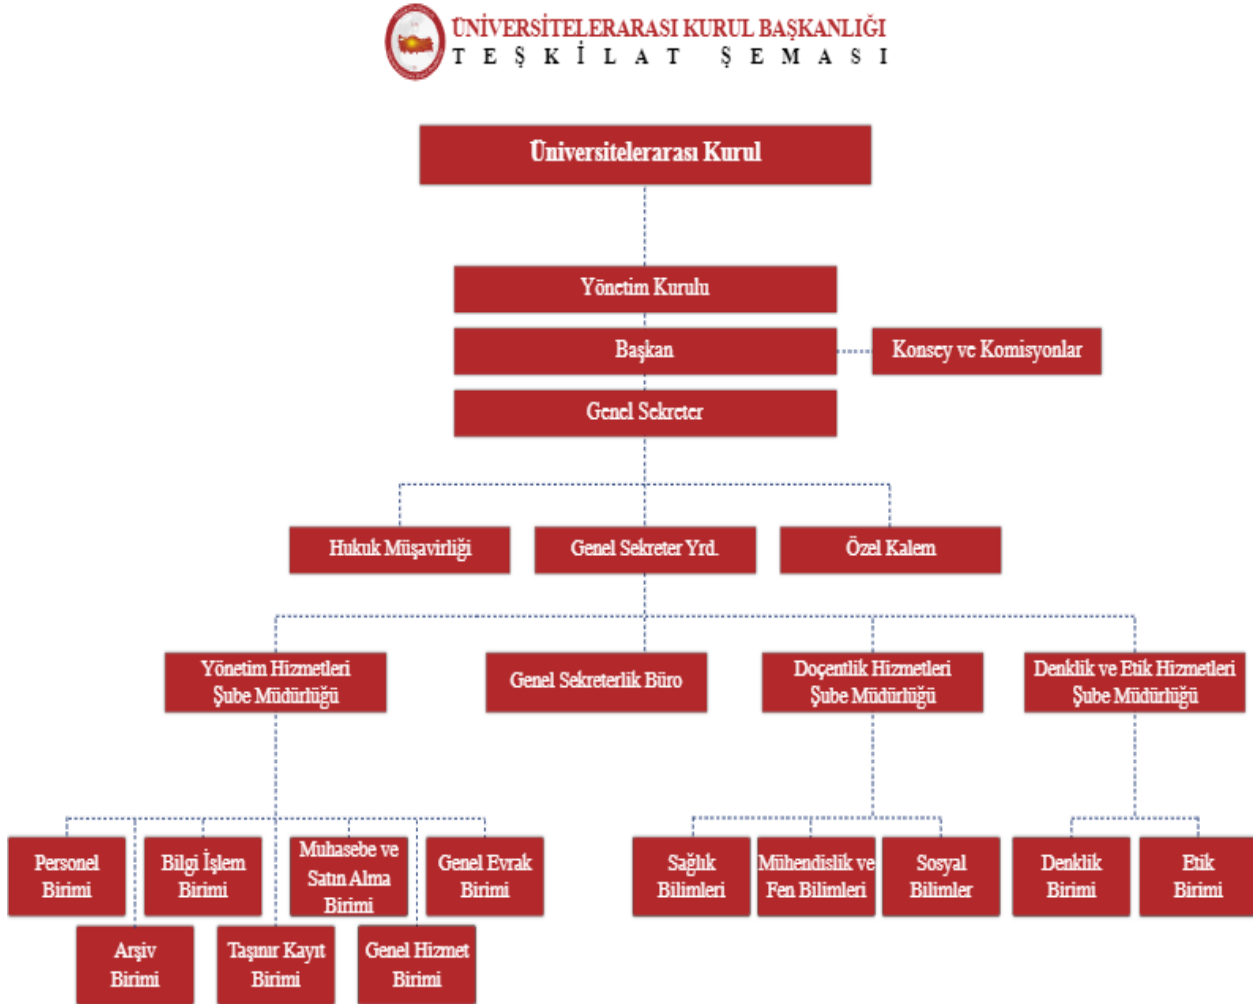 ÜNİVERSİTELERARASI KURUL BAŞKANLIĞI
TEŞKİLAT ŞEMASI
Üniversitelerarası Kurul
Yönetim Kurulu
Başkan
Konsey ve Komisyonlar
Genel Sekreter
Hukuk Müşavirliği
Genel Sekreter Yrd.
Özel Kalem
Yönetim Hizmetleri
Şube Müdürlüğü
Genel Sekreterlik Büro
Doçentlik Hizmetleri
Şube Müdürlüğü
Denklik ve Etik Hizmetleri
Şube Müdürlüğü
Personel
Birimi
Bilgi İşlem
Birimi
Muhasebe ve
Satın Alma
Birimi
Genel Evrak
Birimi
Sağlık
Bilimleri
Mühendislik ve
Fen Bilimleri
Sosyal
Bilimler
Denklik
Birimi
Etik
Birimi
Arşiv
Birimi
Taşınır Kayıt
Birimi
Genel Hizmet
Birimi